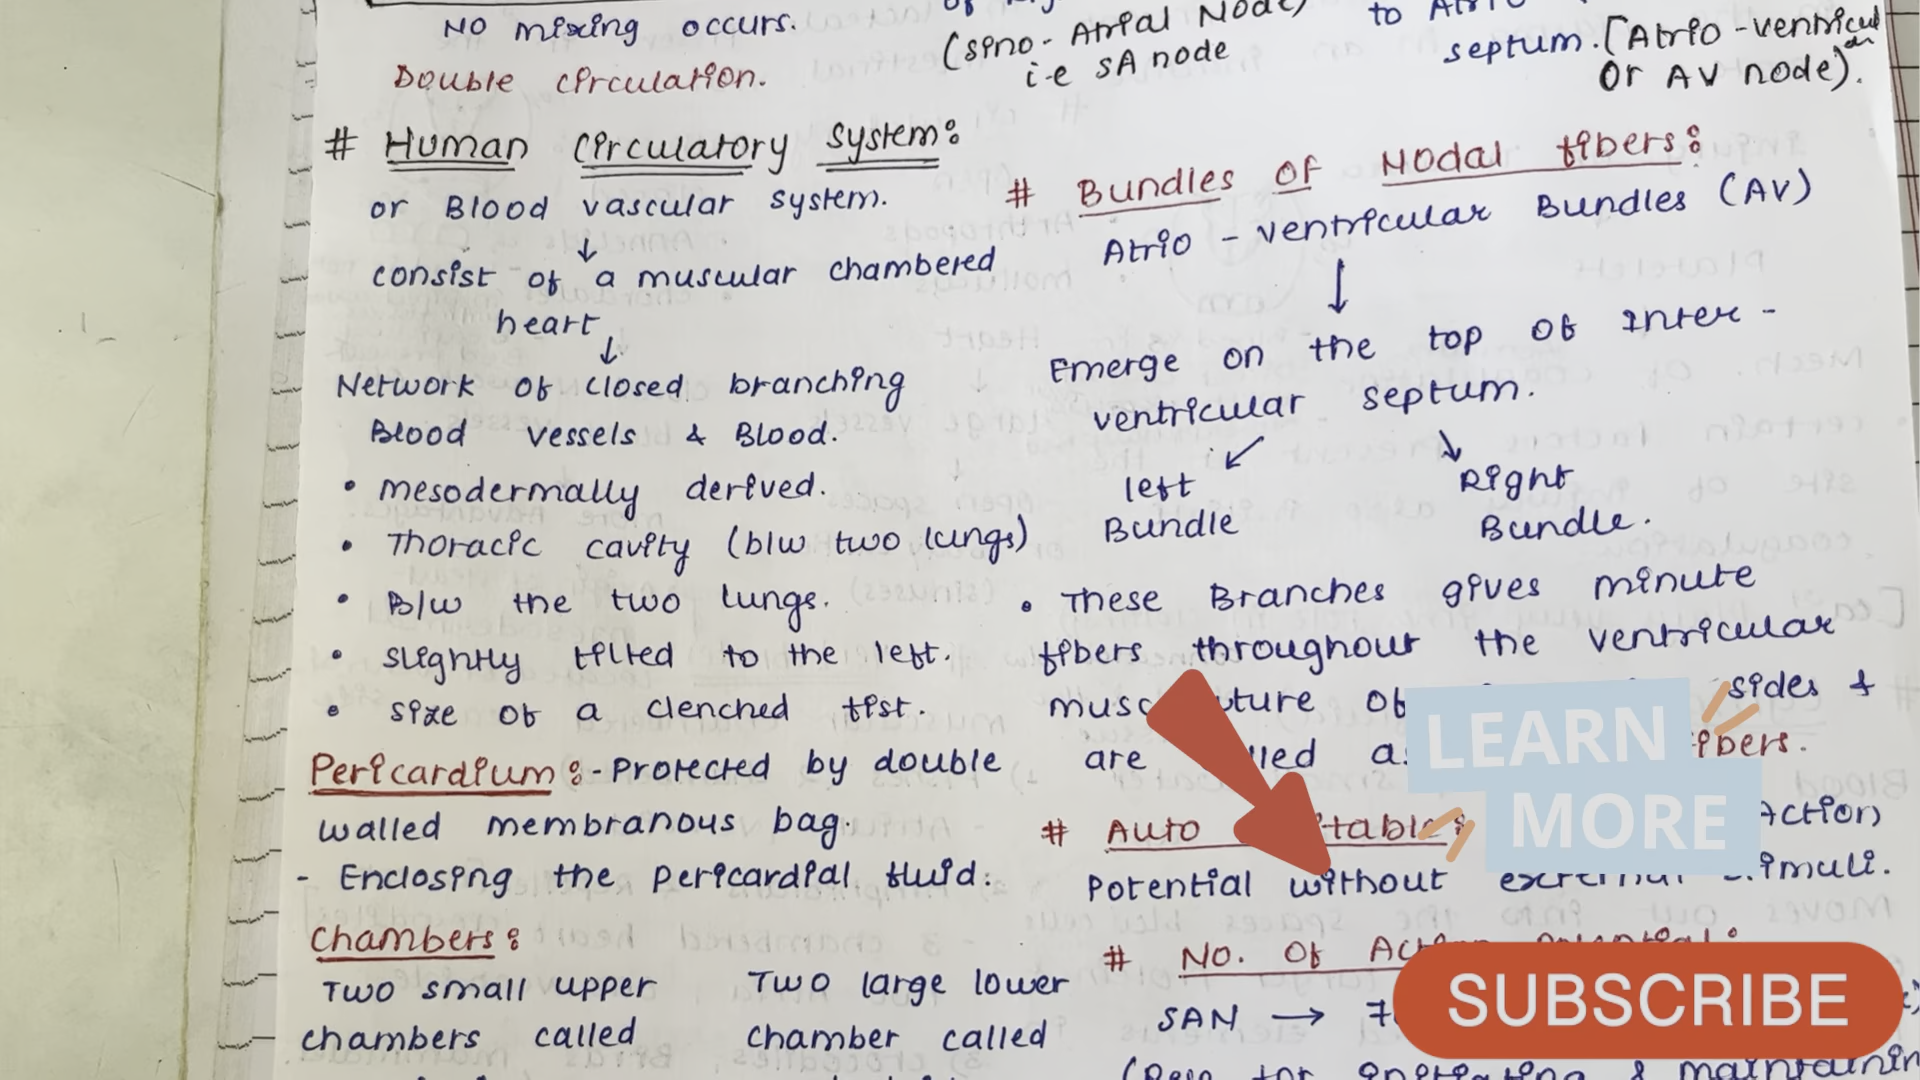 No mixing occurs.
Double circulation.
# Human circulatory system:
or Blood vascular system.
↓
consist of a muscular chambered
heart
↓
Network of closed branching
Blood vessels & Blood.
• mesodermally derived.
• Thoracic cavity (b/w two lungs)
• B/w the two lungs.
• slightly tilted to the left.
• size of a clenched fist.
Pericardium :- Protected by double
walled membranous bag.
- Enclosing the pericardial fluid.
Chambers :
Two small upper
chambers called
Two large lower
chamber called
(sino - Atrial Node)
i.e SA node
to
septum. [Atrio - ventricular
Or AV node).
# Bundles of Nodal fibers:
Atrio - ventricular Bundles (AV)
↓
Emerge on the top of Inter -
ventricular septum.
↙ ↘
left Right
Bundle Bundle.
• These Branches gives minute
fibers throughout the ventricular
of sides &
are fibers.
# Auto
Action
Potential without external stimuli.
# No. of
SAN →
LEARN
MORE
SUBSCRIBE